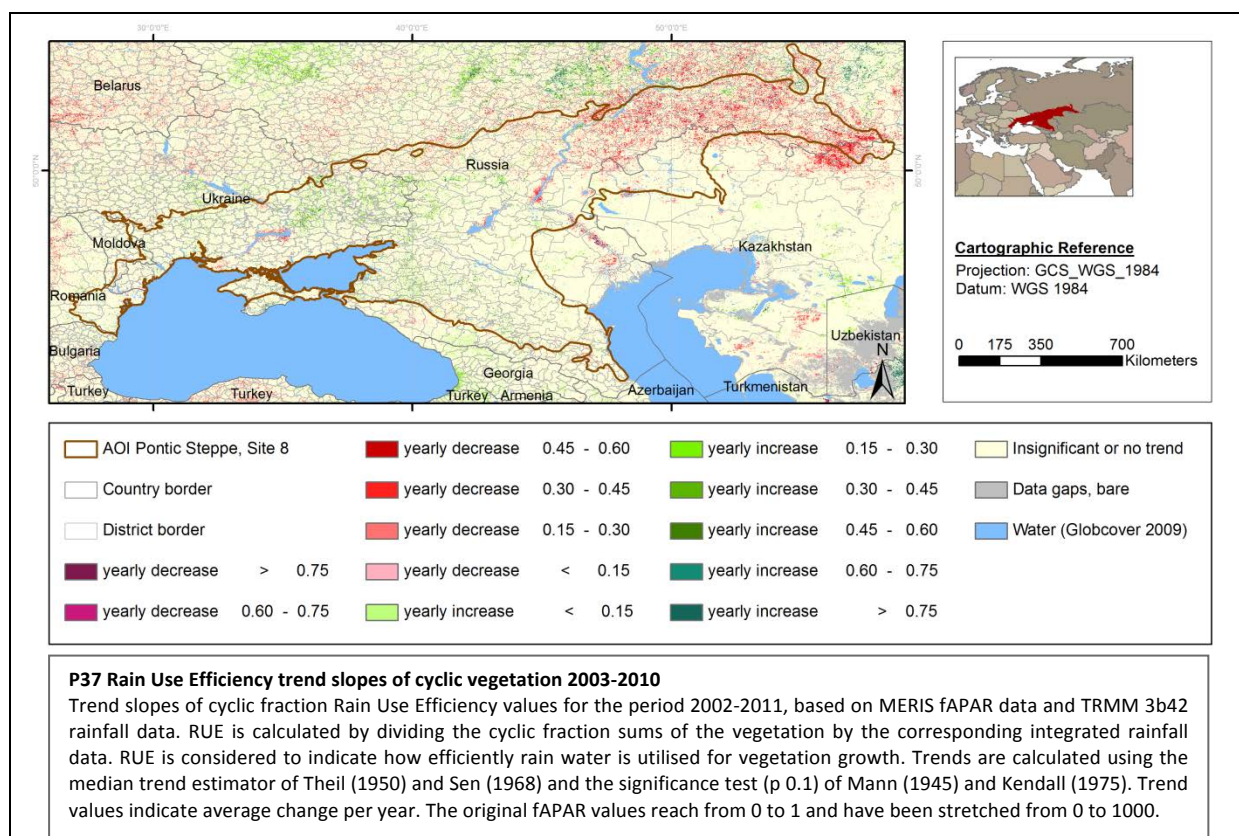 30°0'0"E 40°0'0"E 50°0'0"E
Belarus
Russia
50°0'0"N
50°0'0"N
Ukraine
Moldova
Kazakhstan
Romania
Uzbekistan
Bulgaria
N
Georgia
Turkey Turkey Turkey Armenia Azerbaijan Turkmenistan
Cartographic Reference
Projection: GCS_WGS_1984
Datum: WGS 1984
0 175 350 700
Kilometers
AOI Pontic Steppe, Site 8 yearly decrease 0.45 - 0.60 yearly increase 0.15 - 0.30 Insignificant or no trend
Country border yearly decrease 0.30 - 0.45 yearly increase 0.30 - 0.45 Data gaps, bare
District border yearly decrease 0.15 - 0.30 yearly increase 0.45 - 0.60 Water (Globcover 2009)
yearly decrease > 0.75 yearly decrease < 0.15 yearly increase 0.60 - 0.75
yearly decrease 0.60 - 0.75 yearly increase < 0.15 yearly increase > 0.75
P37 Rain Use Efficiency trend slopes of cyclic vegetation 2003-2010
Trend slopes of cyclic fraction Rain Use Efficiency values for the period 2002-2011, based on MERIS fAPAR data and TRMM 3b42
rainfall data. RUE is calculated by dividing the cyclic fraction sums of the vegetation by the corresponding integrated rainfall
data. RUE is considered to indicate how efficiently rain water is utilised for vegetation growth. Trends are calculated using the
median trend estimator of Theil (1950) and Sen (1968) and the significance test (p 0.1) of Mann (1945) and Kendall (1975). Trend
values indicate average change per year. The original fAPAR values reach from 0 to 1 and have been stretched from 0 to 1000.